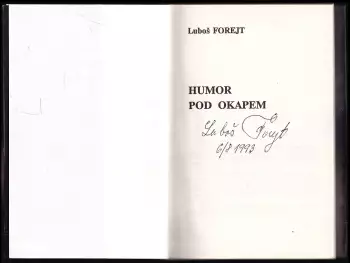 Luboš FOREJT
HUMOR
POD OKAPEM
Luboš Forejt
6/8 1993